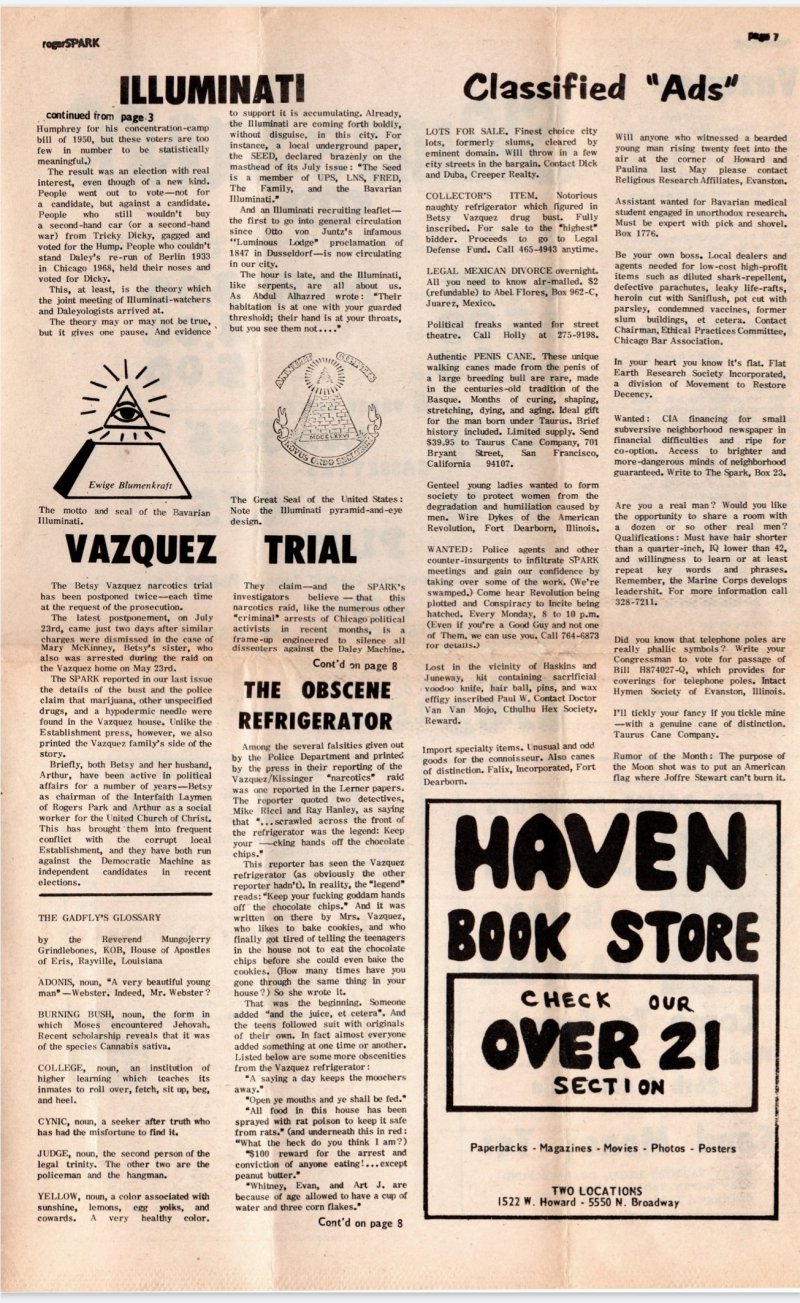 rogerSPARK
page 7
ILLUMINATI
continued from page 3
Humphrey for his concentration-camp
bill of 1950, but these voters are too
few in number to be statistically
meaningful.)
The result was an election with real
interest, even though of a new kind.
People went out to vote—not for
a candidate, but against a candidate.
People who still wouldn't buy
a second-hand car (or a second-hand
war) from Tricky Dicky, gagged and
voted for the Hump. People who couldn't
stand Daley's re-run of Berlin 1933
in Chicago 1968, held their noses and
voted for Dicky.
This, at least, is the theory which
the joint meeting of Illuminati-watchers
and Daleyologists arrived at.
The theory may or may not be true,
but it gives one pause. And evidence
to support it is accumulating. Already,
the Illuminati are coming forth boldly,
without disguise, in this city. For
instance, a local underground paper,
the SEED, declared brazenly on the
masthead of its July issue: "The Seed
is a member of UPS, LNS, FRED,
The Family, and the Bavarian
Illuminati."
And an Illuminati recruiting leaflet—
the first to go into general circulation
since Otto von Juntz's infamous
"Luminous Lodge" proclamation of
1847 in Dusseldorf—is now circulating
in our city.
The hour is late, and the Illuminati,
like serpents, are all about us.
As Abdul Alhazred wrote: "Their
habitation is at one with your guarded
threshold; their hand is at your throats,
but you see them not...."
Ewige Blumenkraft
The motto and seal of the Bavarian
Illuminati.
MDCCLXXVI
NOVUS ORDO SECLORUM
The Great Seal of the United States:
Note the Illuminati pyramid-and-eye
design.
VAZQUEZ TRIAL
The Betsy Vazquez narcotics trial
has been postponed twice—each time
at the request of the prosecution.
The latest postponement, on July
23rd, came just two days after similar
charges were dismissed in the case of
Mary McKinney, Betsy's sister, who
also was arrested during the raid on
the Vazquez home on May 23rd.
The SPARK reported in our last issue
the details of the bust and the police
claim that marijuana, other unspecified
drugs, and a hypodermic needle were
found in the Vazquez house. Unlike the
Establishment press, however, we also
printed the Vazquez family's side of the
story.
Briefly, both Betsy and her husband,
Arthur, have been active in political
affairs for a number of years—Betsy
as chairman of the Interfaith Laymen
of Rogers Park and Arthur as a social
worker for the United Church of Christ.
This has brought them into frequent
conflict with the corrupt local
Establishment, and they have both run
against the Democratic Machine as
independent candidates in recent
elections.
They claim—and the SPARK's
investigators believe—that this
narcotics raid, like the numerous other
"criminal" arrests of Chicago political
activists in recent months, is a
frame-up engineered to silence all
dissenters against the Daley Machine.
Cont'd on page 8
THE GADFLY'S GLOSSARY
by the Reverend Mungojerry
Grindlebones, KOB, House of Apostles
of Eris, Rayville, Louisiana
ADONIS, noun, "A very beautiful young
man"—Webster. Indeed, Mr. Webster?
BURNING BUSH, noun, the form in
which Moses encountered Jehovah.
Recent scholarship reveals that it was
of the species Cannabis sativa.
COLLEGE, noun, an institution of
higher learning which teaches its
inmates to roll over, fetch, sit up, beg,
and heel.
CYNIC, noun, a seeker after truth who
has had the misfortune to find it.
JUDGE, noun, the second person of the
legal trinity. The other two are the
policeman and the hangman.
YELLOW, noun, a color associated with
sunshine, lemons, egg yolks, and
cowards. A very healthy color.
THE OBSCENE
REFRIGERATOR
Among the several falsities given out
by the Police Department and printed
by the press in their reporting of the
Vazquez/Kissinger "narcotics" raid
was one reported in the Lerner papers.
The reporter quoted two detectives,
Mike Ricci and Ray Hanley, as saying
that "...scrawled across the front of
the refrigerator was the legend: Keep
your —cking hands off the chocolate
chips."
This reporter has seen the Vazquez
refrigerator (as obviously the other
reporter hadn't). In reality, the "legend"
reads: "Keep your fucking goddam hands
off the chocolate chips." And it was
written on there by Mrs. Vazquez,
who likes to bake cookies, and who
finally got tired of telling the teenagers
in the house not to eat the chocolate
chips before she could even bake the
cookies. (How many times have you
gone through the same thing in your
house?) So she wrote it.
That was the beginning. Someone
added "and the juice, et cetera". And
the teens followed suit with originals
of their own. In fact almost everyone
added something at one time or another.
Listed below are some more obscenities
from the Vazquez refrigerator:
"A saying a day keeps the moochers
away."
"Open ye mouths and ye shall be fed."
"All food in this house has been
sprayed with rat poison to keep it safe
from rats." (and underneath this in red:
"What the heck do you think I am?)
"$100 reward for the arrest and
conviction of anyone eating!...except
peanut butter."
"Whitney, Evan, and Art J. are
because of age allowed to have a cup of
water and three corn flakes."
Cont'd on page 8
Classified "Ads"
LOTS FOR SALE. Finest choice city
lots, formerly slums, cleared by
eminent domain. Will throw in a few
city streets in the bargain. Contact Dick
and Duba, Creeper Realty.
COLLECTOR'S ITEM. Notorious
naughty refrigerator which figured in
Betsy Vazquez drug bust. Fully
inscribed. For sale to the "highest"
bidder. Proceeds to go to Legal
Defense Fund. Call 465-4943 anytime.
LEGAL MEXICAN DIVORCE overnight.
All you need to know air-mailed. $2
(refundable) to Abel Flores, Box 962-C,
Juarez, Mexico.
Political freaks wanted for street
theatre. Call Holly at 275-9198.
Authentic PENIS CANE. These unique
walking canes made from the penis of
a large breeding bull are rare, made
in the centuries-old tradition of the
Basque. Months of curing, shaping,
stretching, dying, and aging. Ideal gift
for the man born under Taurus. Brief
history included. Limited supply. Send
$39.95 to Taurus Cane Company, 701
Bryant Street, San Francisco,
California 94107.
Genteel young ladies wanted to form
society to protect women from the
degradation and humiliation caused by
men. Wire Dykes of the American
Revolution, Fort Dearborn, Illinois.
WANTED: Police agents and other
counter-insurgents to infiltrate SPARK
meetings and gain our confidence by
taking over some of the work. (We're
swamped.) Come hear Revolution being
plotted and Conspiracy to Incite being
hatched. Every Monday, 8 to 10 p.m.
(Even if you're a Good Guy and not one
of Them, we can use you. Call 764-6873
for details.)
Lost in the vicinity of Haskins and
Juneway, kit containing sacrificial
voodoo knife, hair ball, pins, and wax
effigy inscribed Paul W. Contact Doctor
Van Van Mojo, Cthulhu Hex Society.
Reward.
Import specialty items. Unusual and odd
goods for the connoisseur. Also canes
of distinction. Falix, Incorporated, Fort
Dearborn.
Will anyone who witnessed a bearded
young man rising twenty feet into the
air at the corner of Howard and
Paulina last May please contact
Religious Research Affiliates, Evanston.
Assistant wanted for Bavarian medical
student engaged in unorthodox research.
Must be expert with pick and shovel.
Box 1776.
Be your own boss. Local dealers and
agents needed for low-cost high-profit
items such as diluted shark-repellent,
defective parachutes, leaky life-rafts,
heroin cut with Saniflush, pot cut with
parsley, condemned vaccines, former
slum buildings, et cetera. Contact
Chairman, Ethical Practices Committee,
Chicago Bar Association.
In your heart you know it's flat. Flat
Earth Research Society Incorporated,
a division of Movement to Restore
Decency.
Wanted: CIA financing for small
subversive neighborhood newspaper in
financial difficulties and ripe for
co-option. Access to brighter and
more-dangerous minds of neighborhood
guaranteed. Write to The Spark, Box 23.
Are you a real man? Would you like
the opportunity to share a room with
a dozen or so other real men?
Qualifications: Must have hair shorter
than a quarter-inch, IQ lower than 42,
and willingness to learn or at least
repeat key words and phrases.
Remember, the Marine Corps develops
leadershit. For more information call
328-7211.
Did you know that telephone poles are
really phallic symbols? Write your
Congressman to vote for passage of
Bill H874027-Q, which provides for
coverings for telephone poles. Intact
Hymen Society of Evanston, Illinois.
I'll tickly your fancy if you tickle mine
—with a genuine cane of distinction.
Taurus Cane Company.
Rumor of the Month: The purpose of
the Moon shot was to put an American
flag where Joffre Stewart can't burn it.
HAVEN
BOOK STORE
CHECK OUR
OVER 21
SECTION
Paperbacks - Magazines - Movies - Photos - Posters
TWO LOCATIONS
1522 W. Howard - 5550 N. Broadway